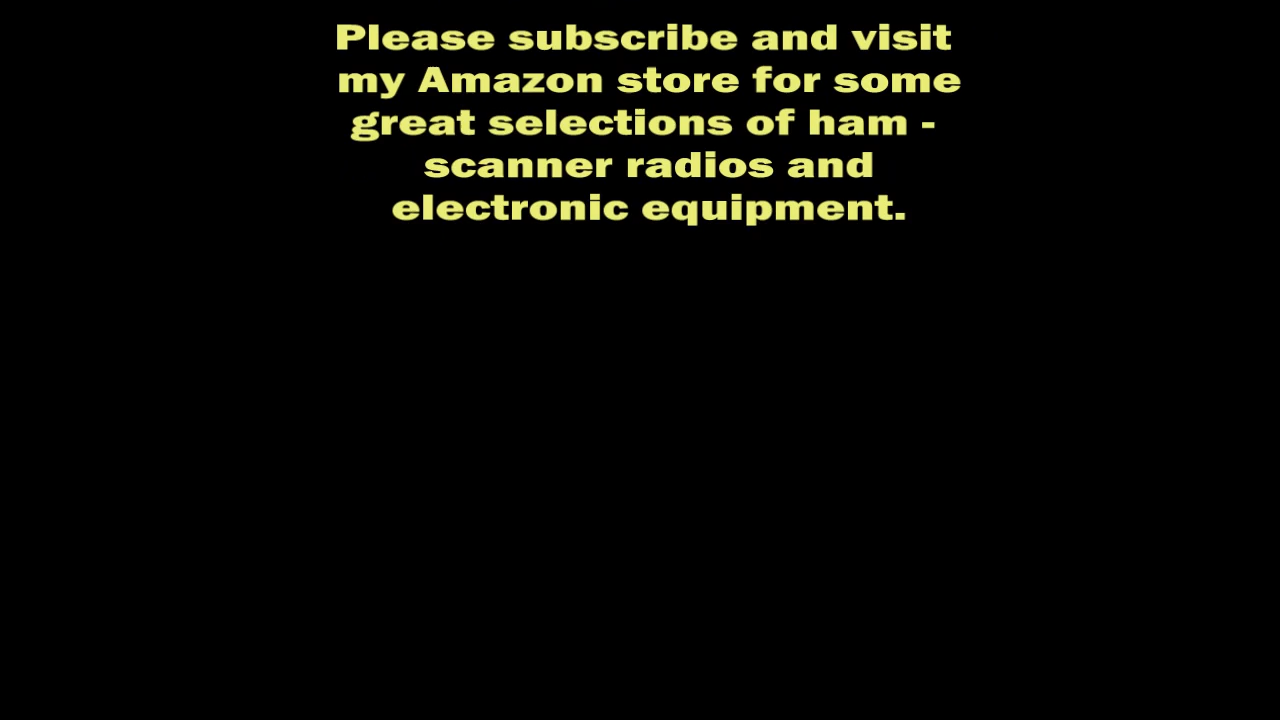 Please subscribe and visit
my Amazon store for some
great selections of ham -
scanner radios and
electronic equipment.